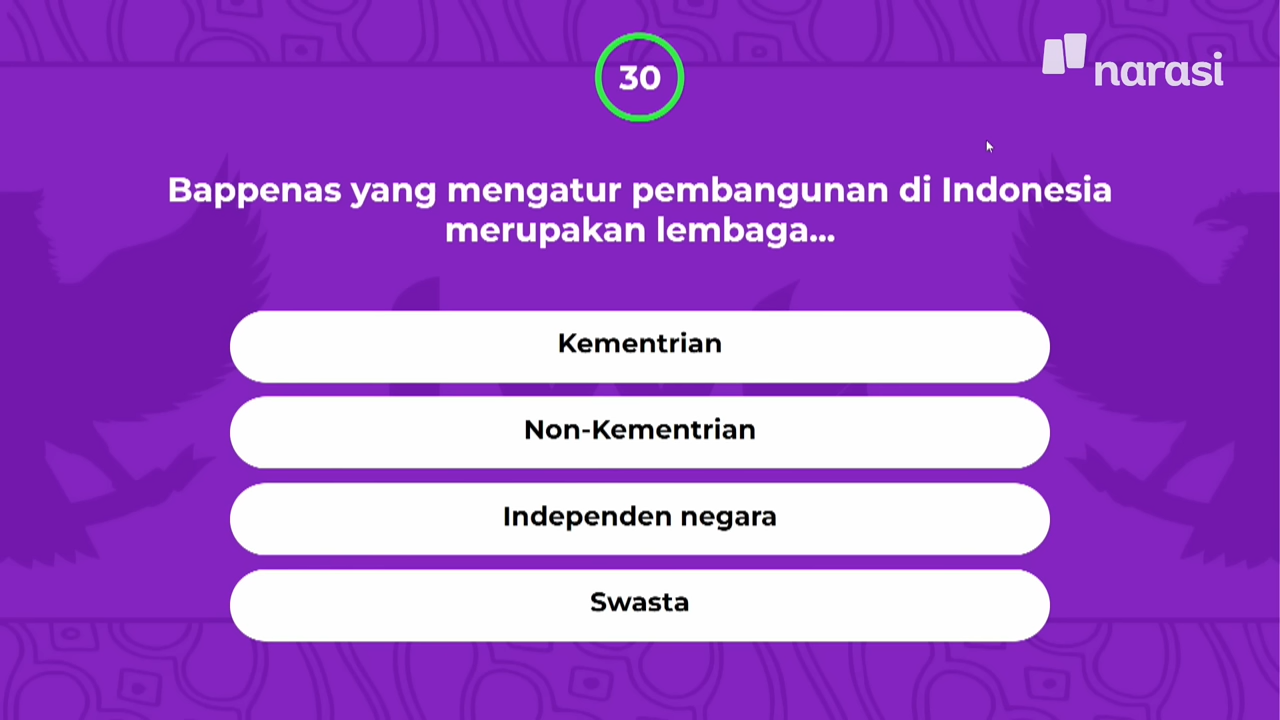 30
narasi
Bappenas yang mengatur pembangunan di Indonesia
merupakan lembaga...
Kementrian
Non-Kementrian
Independen negara
Swasta